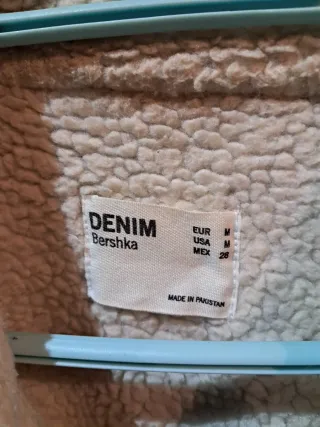 DENIM
Bershka
EUR M
USA M
MEX 28
MADE IN PAKISTAN